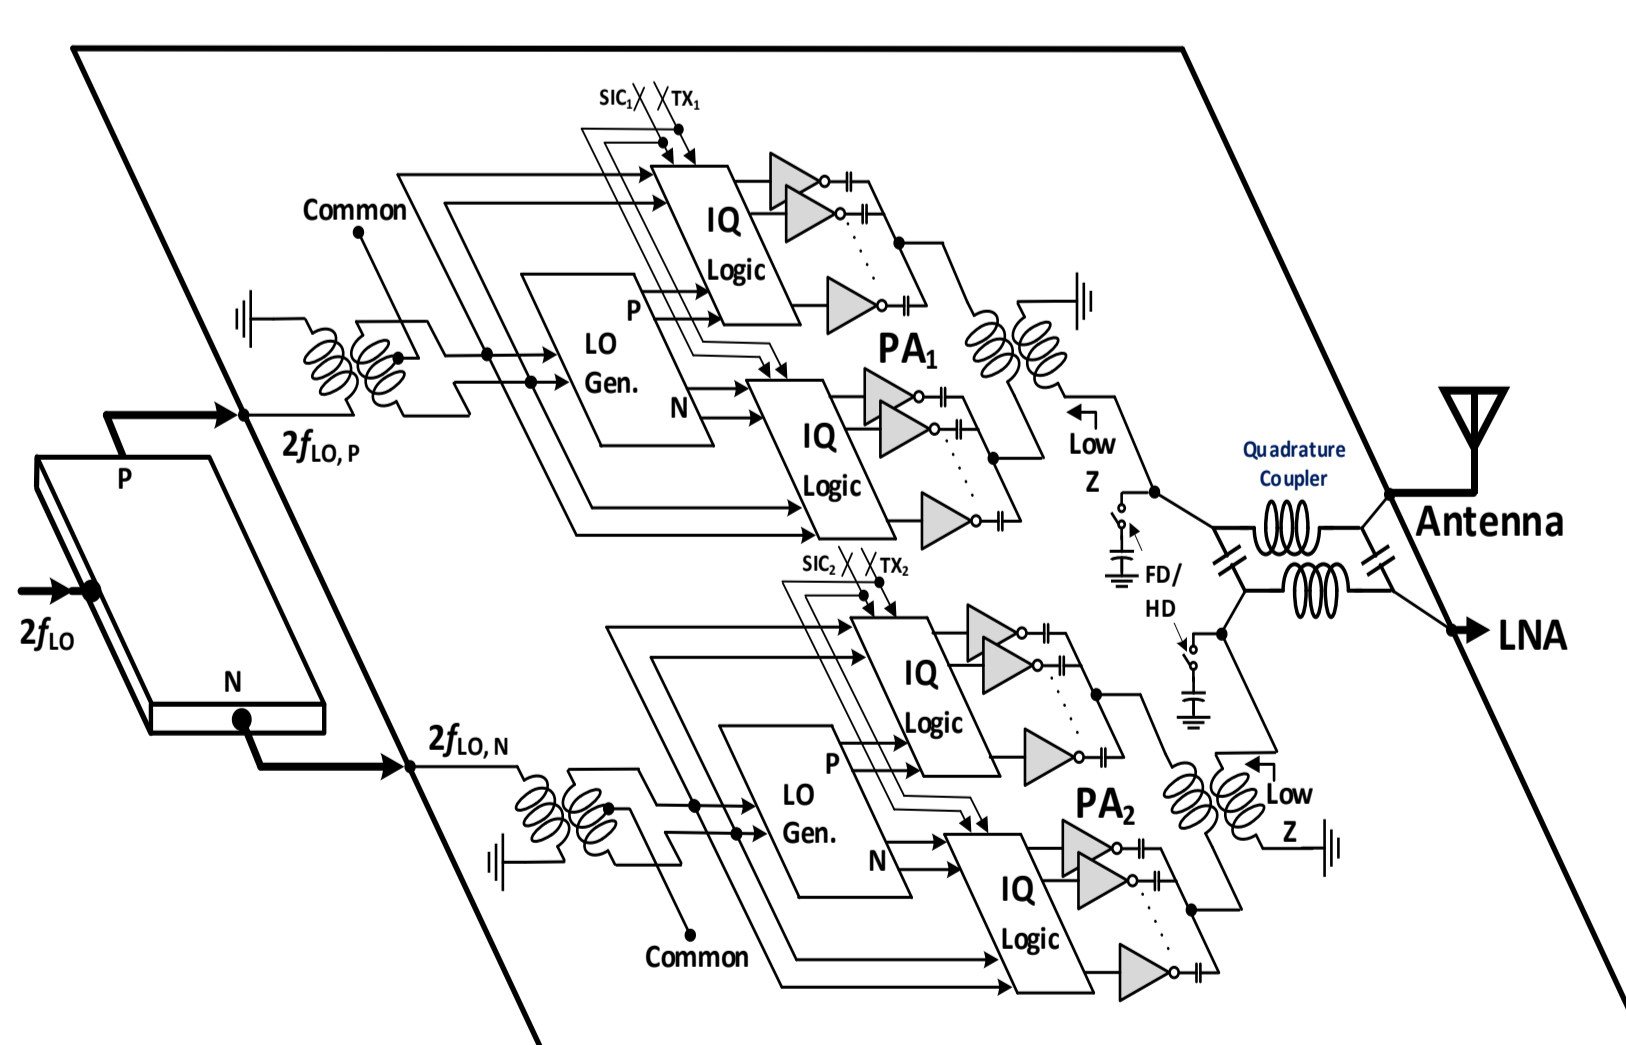 SIC1 TX1
Common
IQ
Logic
P
LO
Gen.
N
PA1
IQ
Logic
Low
Z
2fLO, P
P
N
2fLO
Quadrature
Coupler
Antenna
FD/
HD
LNA
SIC2 TX2
IQ
Logic
2fLO, N
P
LO
Gen.
N
PA2
Low
Z
IQ
Logic
Common